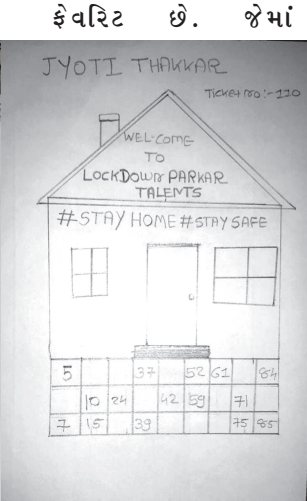 ફેવરિટ છે. જેમાં
JYOTI THAKKAR
Ticket no :- 110
WEL-COME
TO
LOCKDOWN PARKAR
TALENTS
#STAY HOME #STAY SAFE
5 37 52 61 84
10 24 42 59 71
7 15 39 75 85